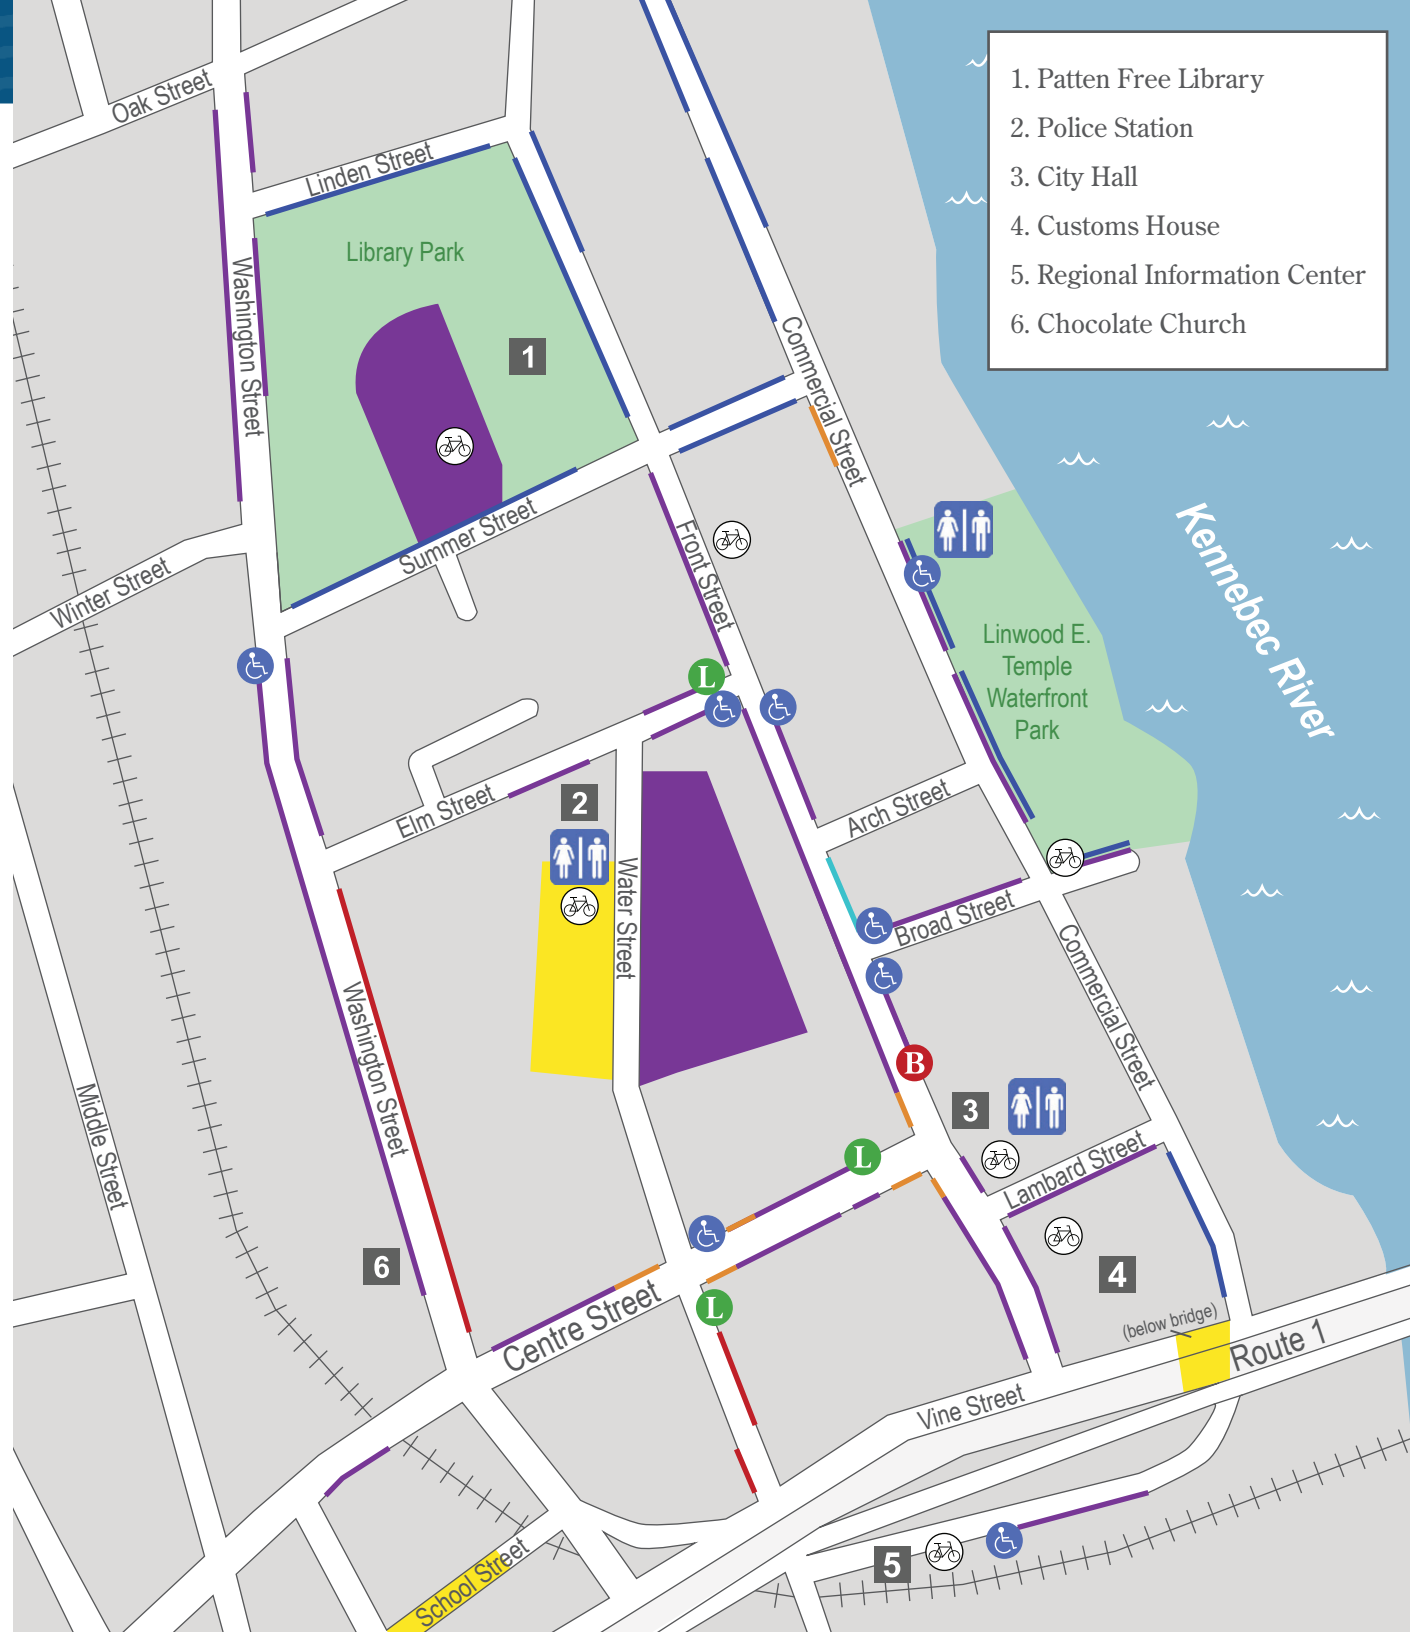 1. Patten Free Library
2. Police Station
3. City Hall
4. Customs House
5. Regional Information Center
6. Chocolate Church
Oak Street
Linden Street
Library Park
Washington Street
1
Commercial Street
Summer Street
Winter Street
Front Street
Kennebec River
Linwood E.
Temple
Waterfront
Park
L
Elm Street
2
Arch Street
Water Street
Broad Street
Commercial Street
Washington Street
Middle Street
B
3
L
Lambard Street
6
4
Centre Street
L
(below bridge)
Route 1
Vine Street
5
School Street